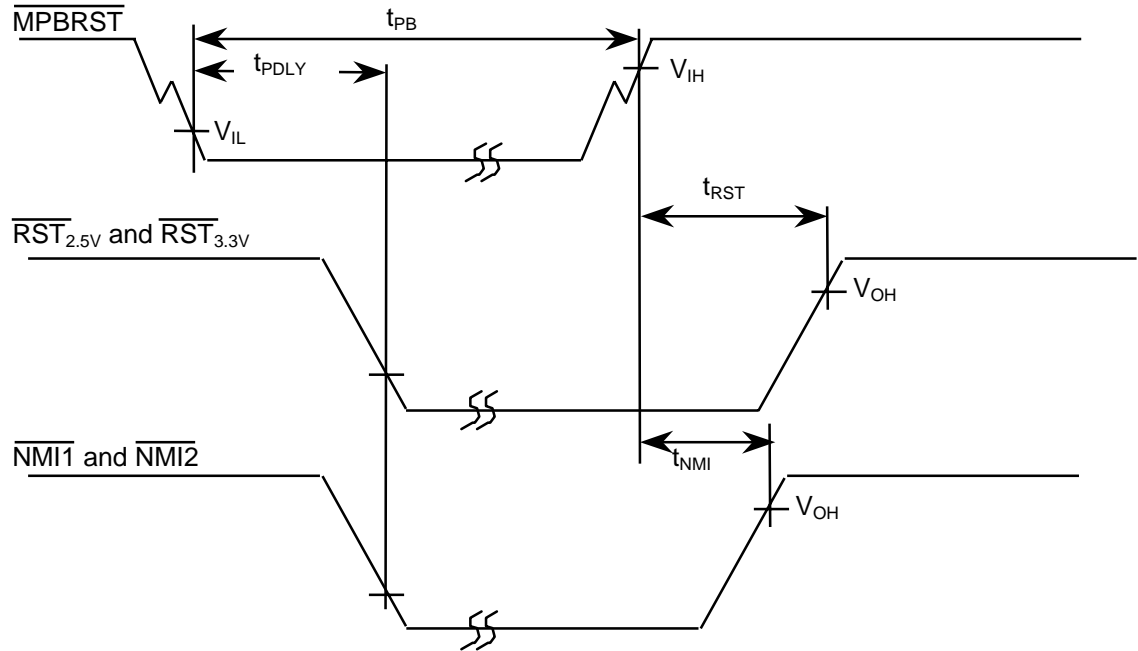 MPBRST
tPB
tPDLY
VIH
VIL
tRST
RST2.5V and RST3.3V
VOH
NMI1 and NMI2
tNMI
VOH